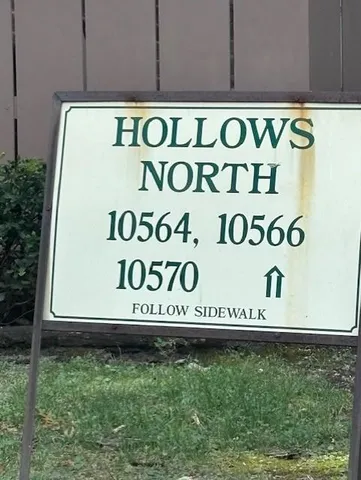 HOLLOWS
NORTH
10564, 10566
10570 ⇑
FOLLOW SIDEWALK